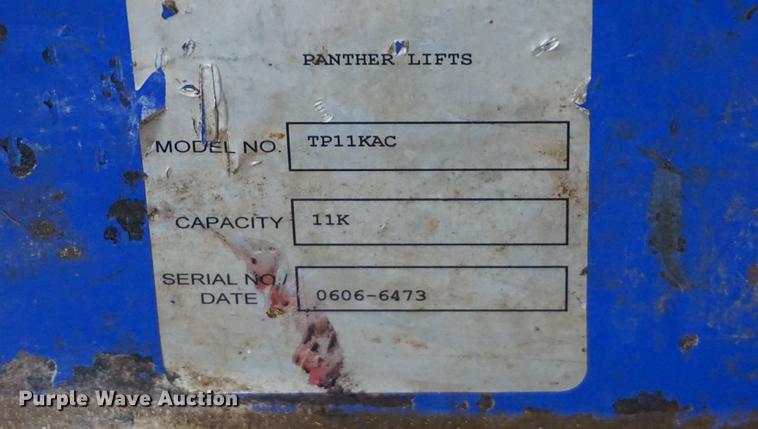 PANTHER LIFTS
MODEL NO. TP11KAC
CAPACITY 11K
SERIAL NO./
DATE 0606-6473
Purple Wave Auction